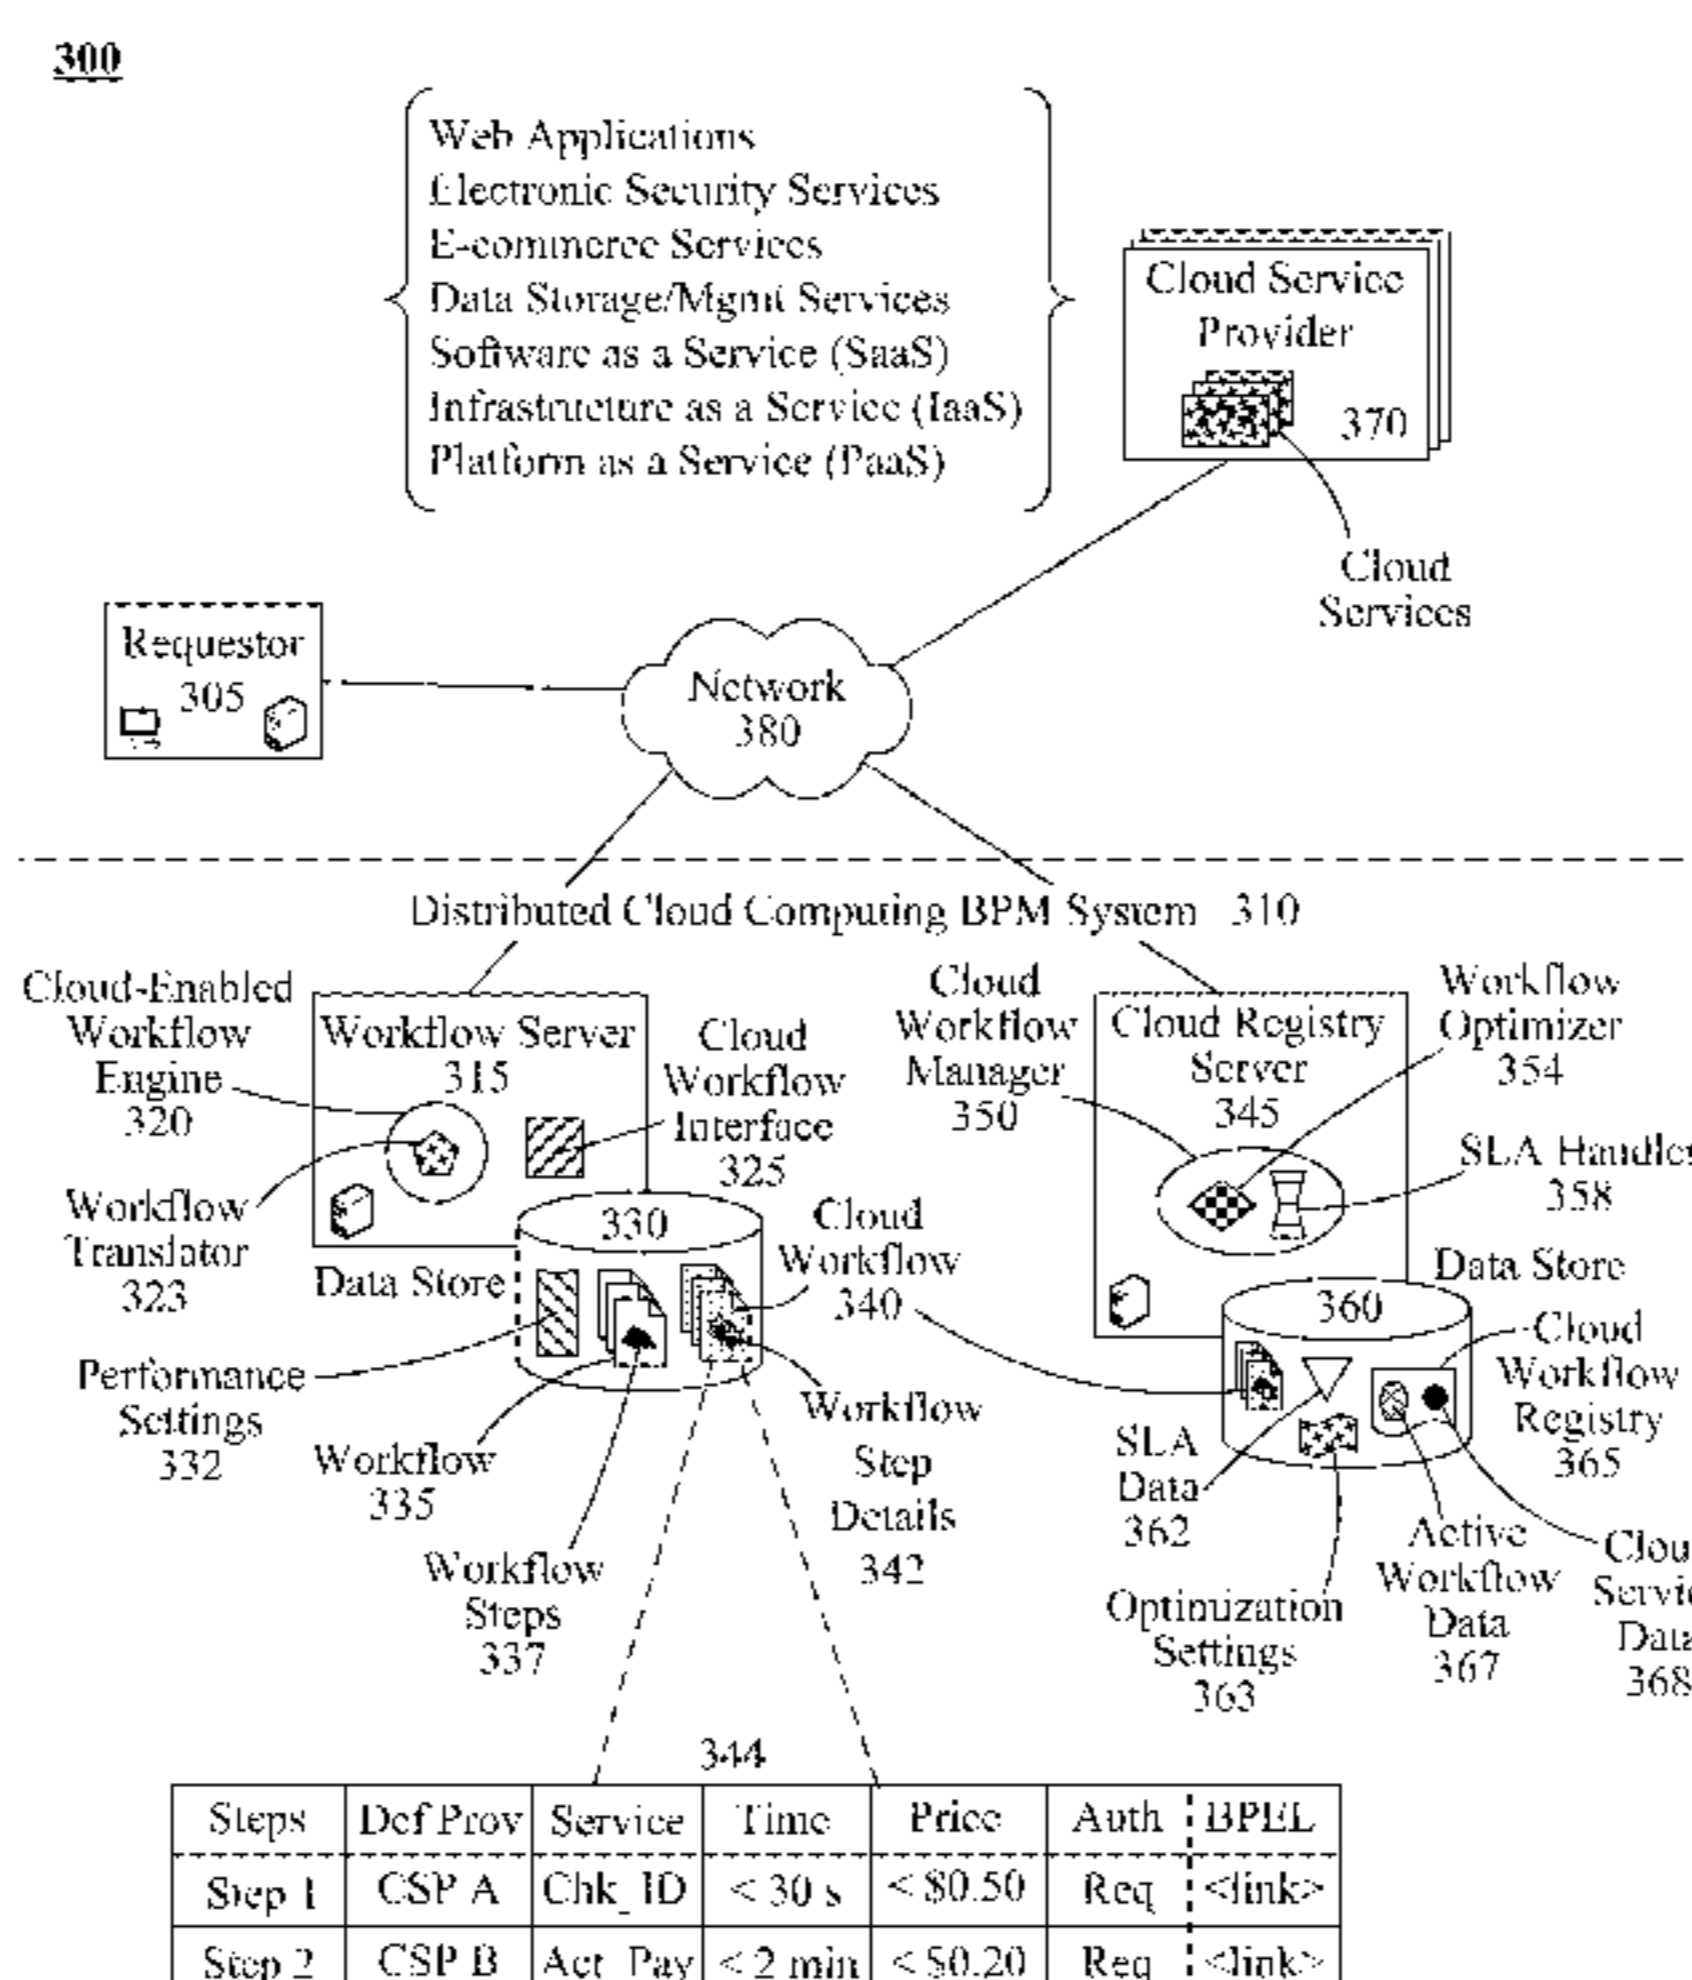 300
Web Applications
Electronic Security Services
E-commerce Services
Data Storage/Mgmt Services
Software as a Service (SaaS)
Infrastructure as a Service (IaaS)
Platform as a Service (PaaS)
Cloud Service
Provider
370
Cloud
Services
Requestor
305
Network
380
Distributed Cloud Computing BPM System 310
Cloud-Enabled
Workflow
Engine
320
Workflow Server
315
Cloud
Workflow
Interface
325
Workflow
Translator
323
Data Store
330
Cloud
Workflow
340
Performance
Settings
332
Workflow
335
Workflow
Steps
337
Workflow
Step
Details
342
Cloud
Workflow
Manager
350
Cloud Registry
Server
345
Workflow
Optimizer
354
SLA Handler
358
Data Store
360
Cloud
Workflow
Registry
365
SLA
Data
362
Optimization
Settings
363
Active
Workflow
Data
367
Clou
Servic
Data
368
344
Steps Def Prov Service Time Price Auth BPEL
Step 1 CSP A Chk_ID < 30 s < $0.50 Req <link>
Step 2 CSP B Act_Pay < 2 min < $0.20 Req <link>